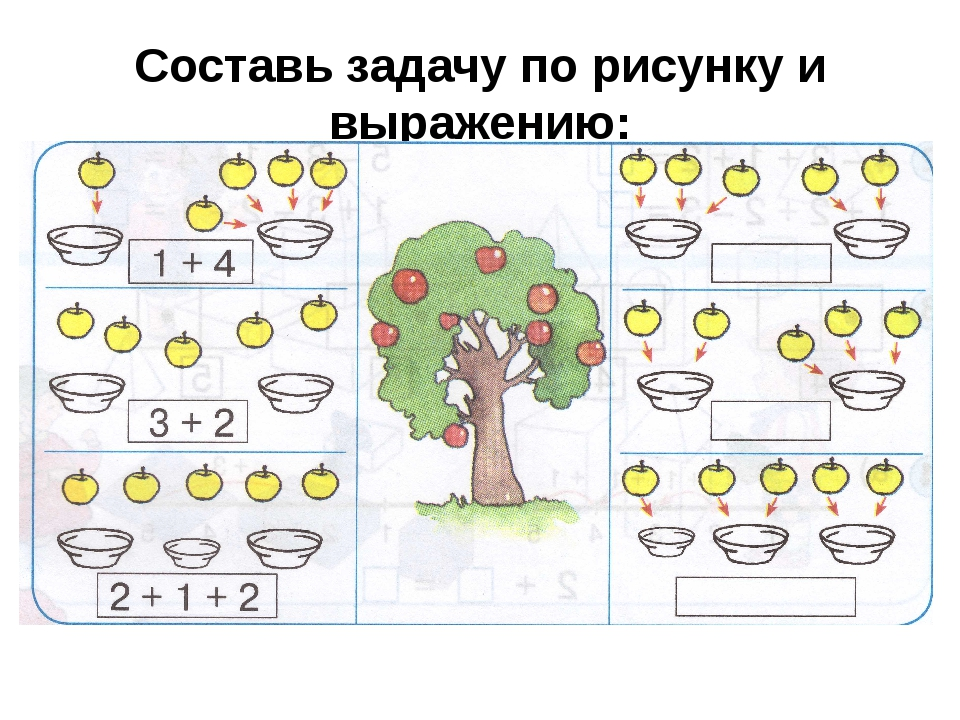 Составь задачу по рисунку и
выражению:
1 + 4
3 + 2
2 + 1 + 2